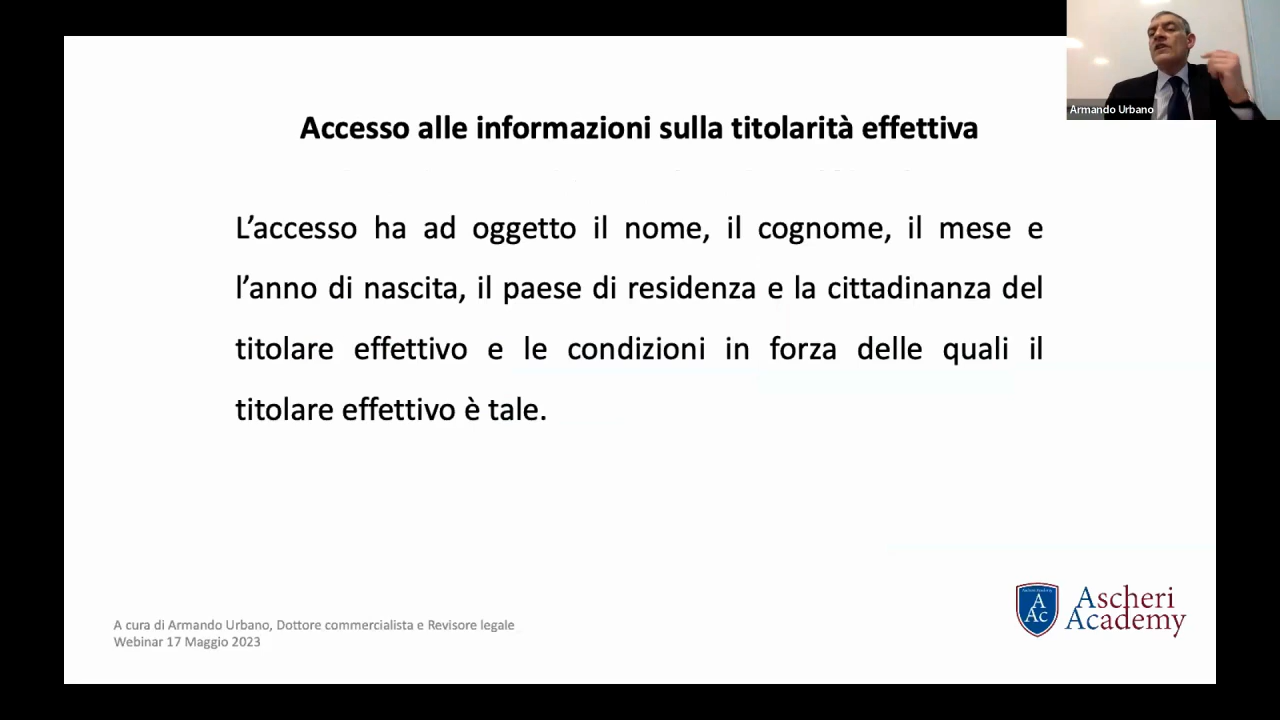 Armando Urbano
Accesso alle informazioni sulla titolarità effettiva
L’accesso ha ad oggetto il nome, il cognome, il mese e
l’anno di nascita, il paese di residenza e la cittadinanza del
titolare effettivo e le condizioni in forza delle quali il
titolare effettivo è tale.
A cura di Armando Urbano, Dottore commercialista e Revisore legale
Webinar 17 Maggio 2023
A
Ac
Ascheri
Academy